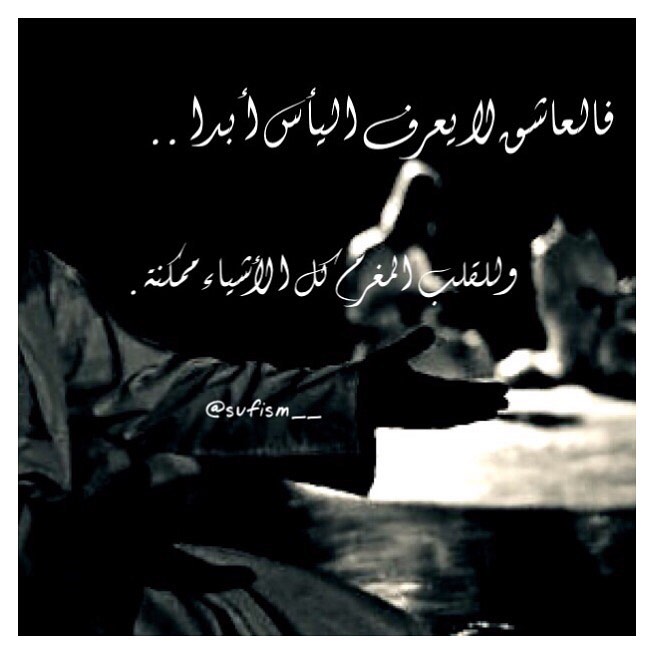 فالعاشق لا يعرف اليأس أبدا ..
وللقلب المغرم كل الأشياء ممكنة .
@sufism__